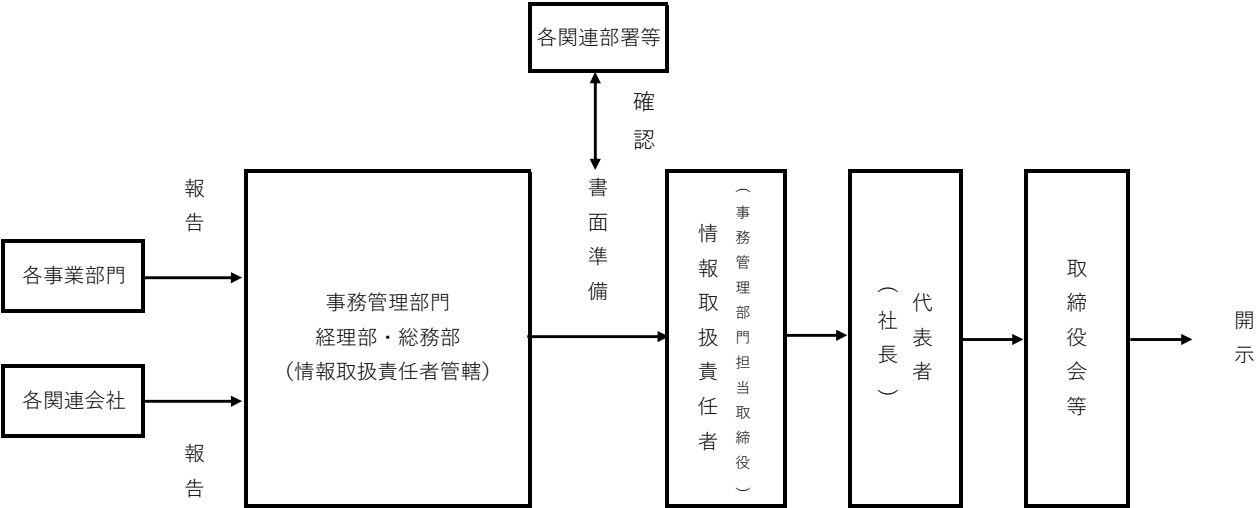 各関連部署等
確認
報告
書面準備
各事業部門
各関連会社
報告
事務管理部門
経理部・総務部
（情報取扱責任者管轄）
情報取扱責任者
（事務管理部門担当取締役）
代表者
（社長）
取締役会等
開示